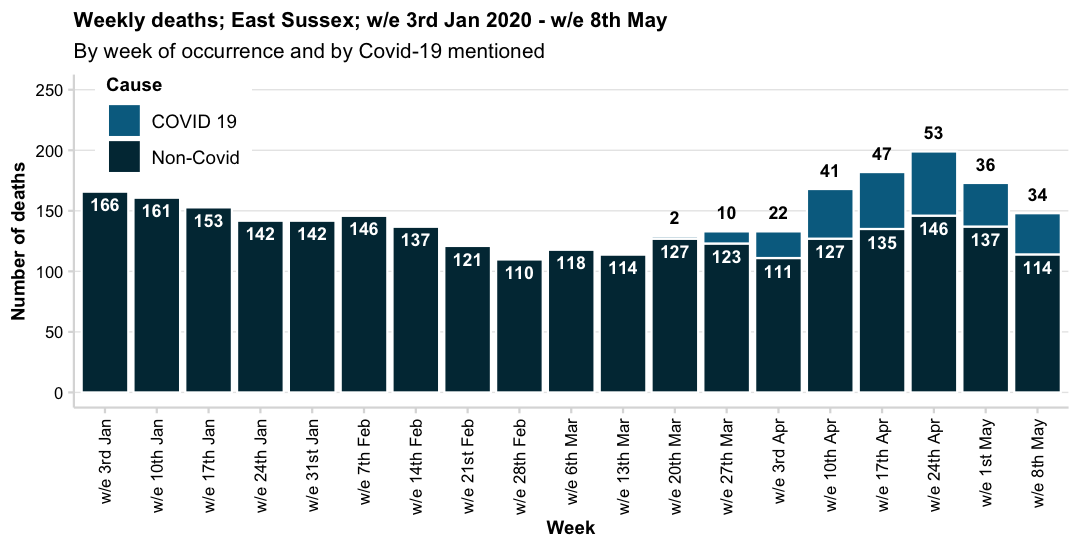 Weekly deaths; East Sussex; w/e 3rd Jan 2020 - w/e 8th May
By week of occurrence and by Covid-19 mentioned
Cause
COVID 19
Non-Covid
Number of deaths
250
200
150
100
50
0
53
47
41
36
34
2
10
22
166
161
153
142
142
146
137
121
110
118
114
127
123
111
127
135
146
137
114
w/e 3rd Jan
w/e 10th Jan
w/e 17th Jan
w/e 24th Jan
w/e 31st Jan
w/e 7th Feb
w/e 14th Feb
w/e 21st Feb
w/e 28th Feb
w/e 6th Mar
w/e 13th Mar
w/e 20th Mar
w/e 27th Mar
w/e 3rd Apr
w/e 10th Apr
w/e 17th Apr
w/e 24th Apr
w/e 1st May
w/e 8th May
Week